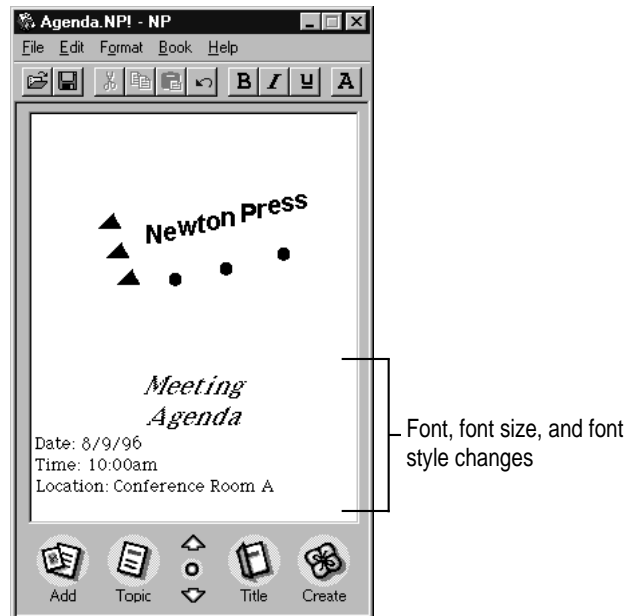 Agenda.NP! - NP
File Edit Format Book Help
B I U A
Newton Press
Meeting
Agenda
Date: 8/9/96
Time: 10:00am
Location: Conference Room A
Font, font size, and font
style changes
Add Topic Title Create